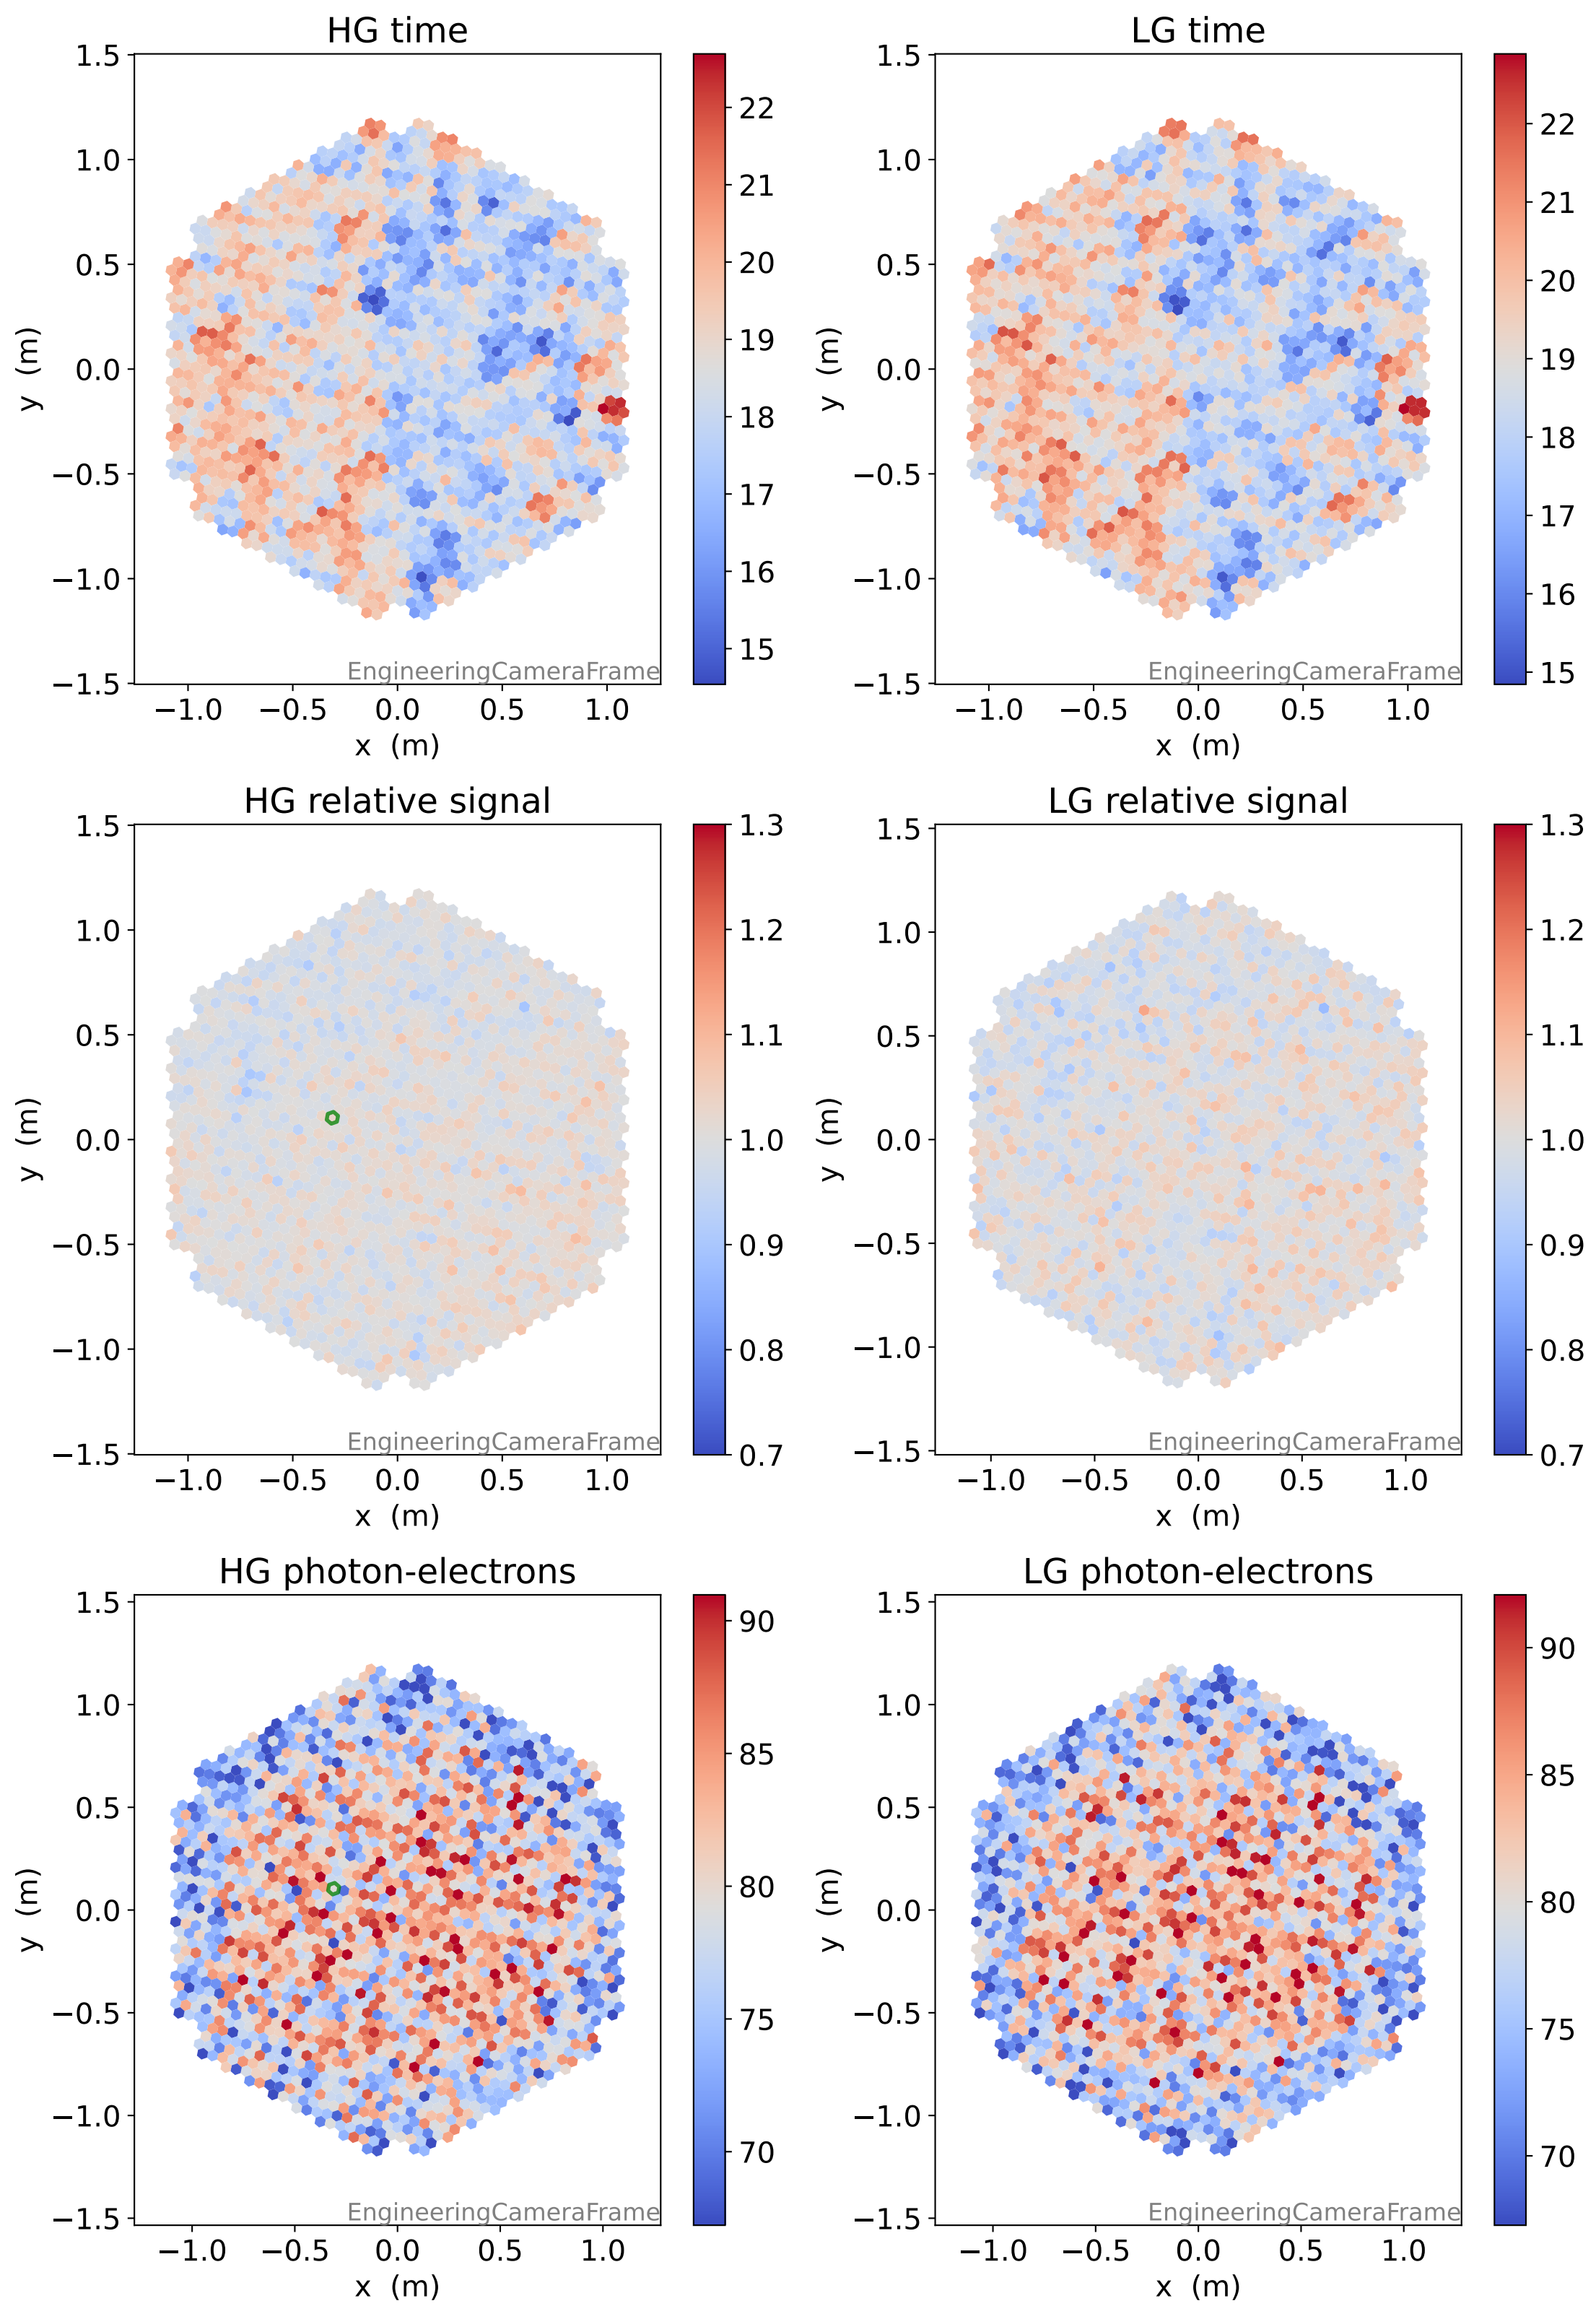 HG time
LG time
1.5
1.0
0.5
0.0
−0.5
−1.0
−1.5
y (m)
−1.0 −0.5 0.0 0.5 1.0
x (m)
EngineeringCameraFrame
22
21
20
19
18
17
16
15
1.5
1.0
0.5
0.0
−0.5
−1.0
−1.5
y (m)
−1.0 −0.5 0.0 0.5 1.0
x (m)
EngineeringCameraFrame
22
21
20
19
18
17
16
15
HG relative signal
LG relative signal
1.5
1.0
0.5
0.0
−0.5
−1.0
−1.5
y (m)
−1.0 −0.5 0.0 0.5 1.0
x (m)
EngineeringCameraFrame
1.3
1.2
1.1
1.0
0.9
0.8
0.7
1.5
1.0
0.5
0.0
−0.5
−1.0
−1.5
y (m)
−1.0 −0.5 0.0 0.5 1.0
x (m)
EngineeringCameraFrame
1.3
1.2
1.1
1.0
0.9
0.8
0.7
HG photon-electrons
LG photon-electrons
1.5
1.0
0.5
0.0
−0.5
−1.0
−1.5
y (m)
−1.0 −0.5 0.0 0.5 1.0
x (m)
EngineeringCameraFrame
90
85
80
75
70
1.5
1.0
0.5
0.0
−0.5
−1.0
−1.5
y (m)
−1.0 −0.5 0.0 0.5 1.0
x (m)
EngineeringCameraFrame
90
85
80
75
70